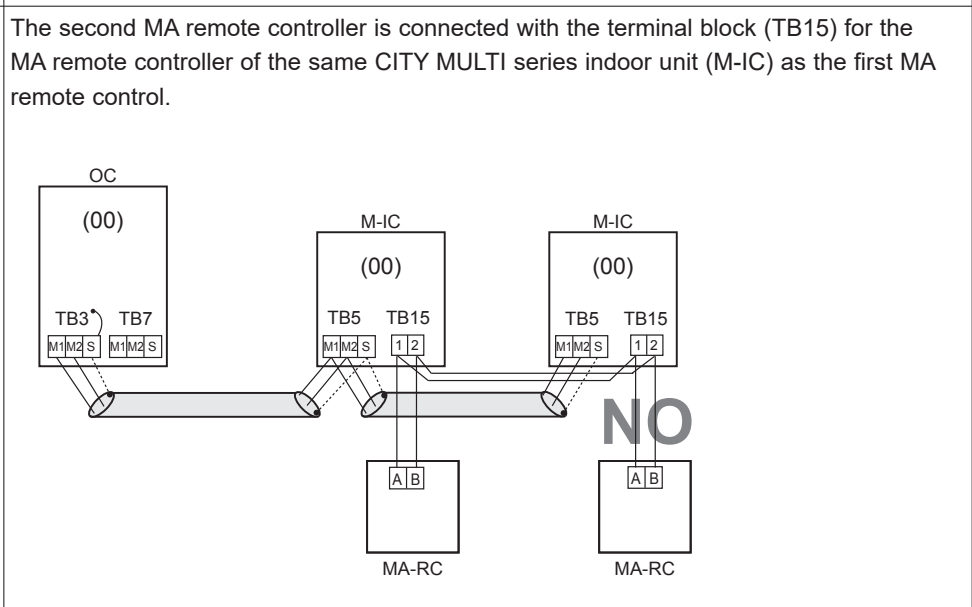 The second MA remote controller is connected with the terminal block (TB15) for the
MA remote controller of the same CITY MULTI series indoor unit (M-IC) as the first MA
remote control.
OC
(00)
TB3 TB7
M1 M2 S M1 M2 S
M-IC
(00)
TB5 TB15
M1 M2 S 1 2
M-IC
(00)
TB5 TB15
M1 M2 S 1 2
NO
A B
MA-RC
A B
MA-RC